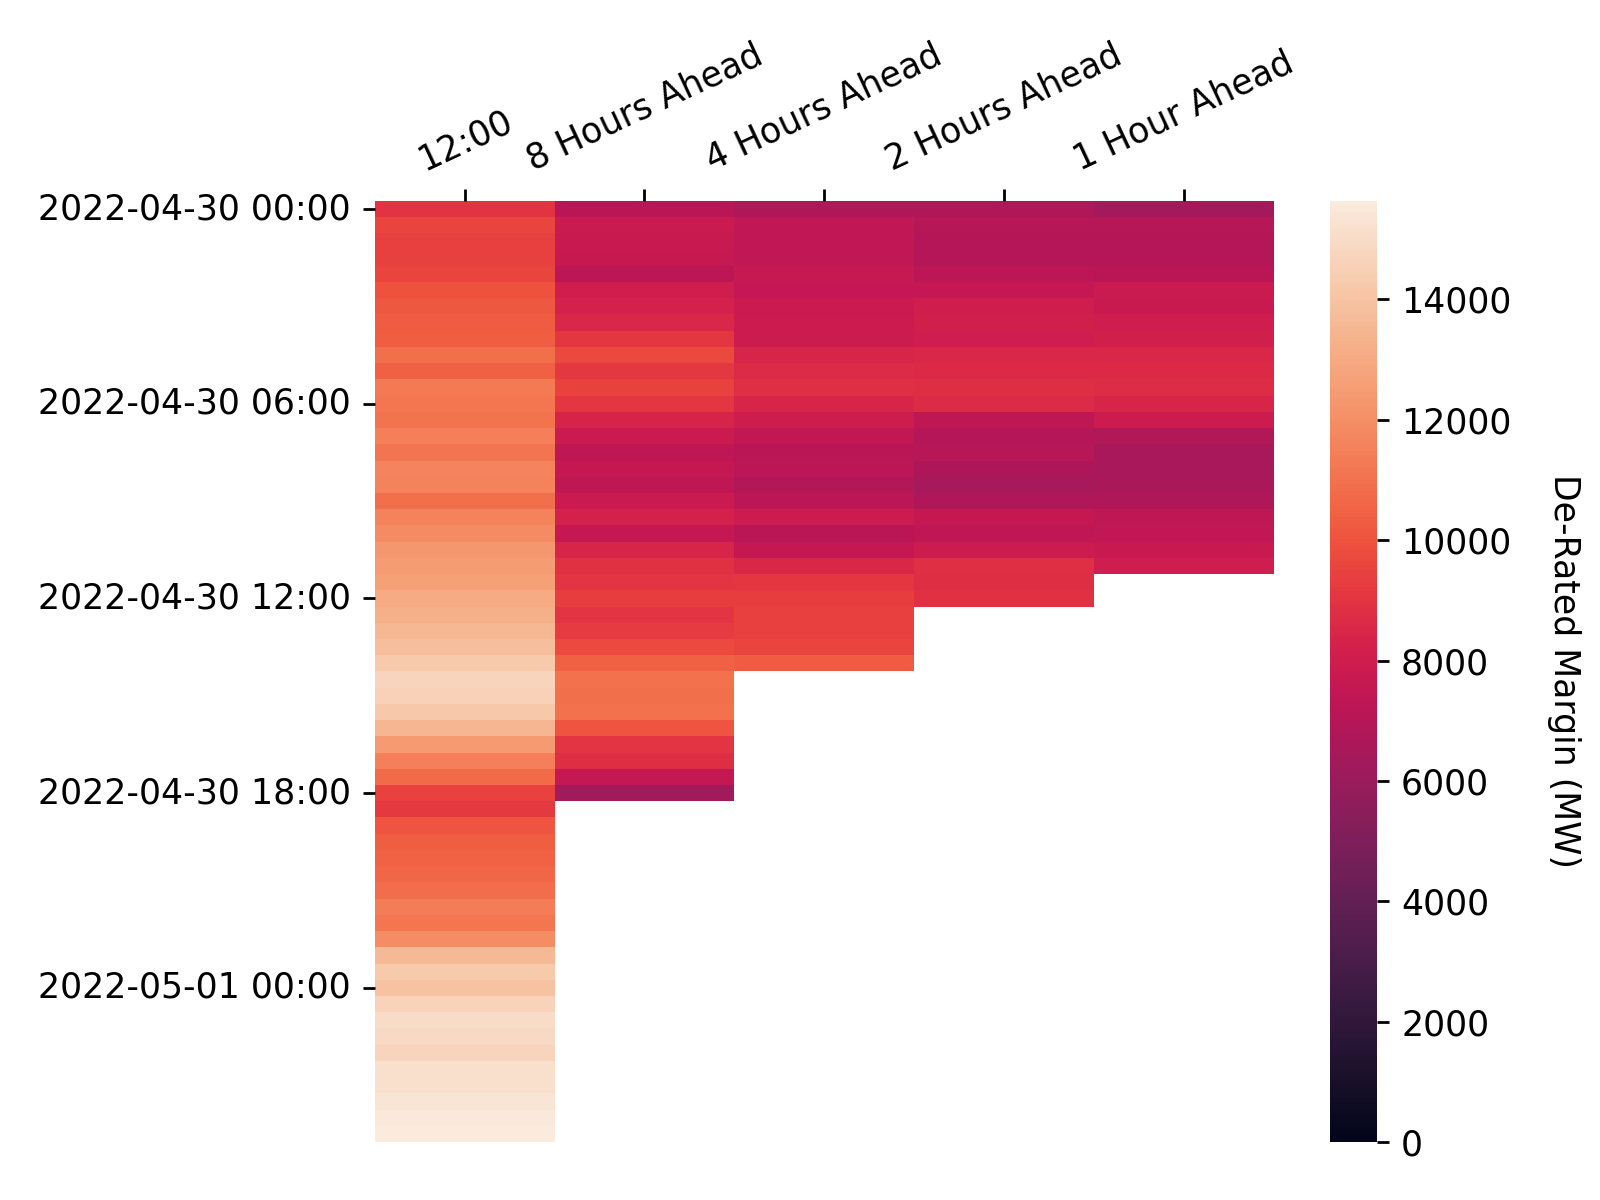 12:00
8 Hours Ahead
4 Hours Ahead
2 Hours Ahead
1 Hour Ahead
2022-04-30 00:00
2022-04-30 06:00
2022-04-30 12:00
2022-04-30 18:00
2022-05-01 00:00
14000
12000
10000
8000
6000
4000
2000
0
De-Rated Margin (MW)